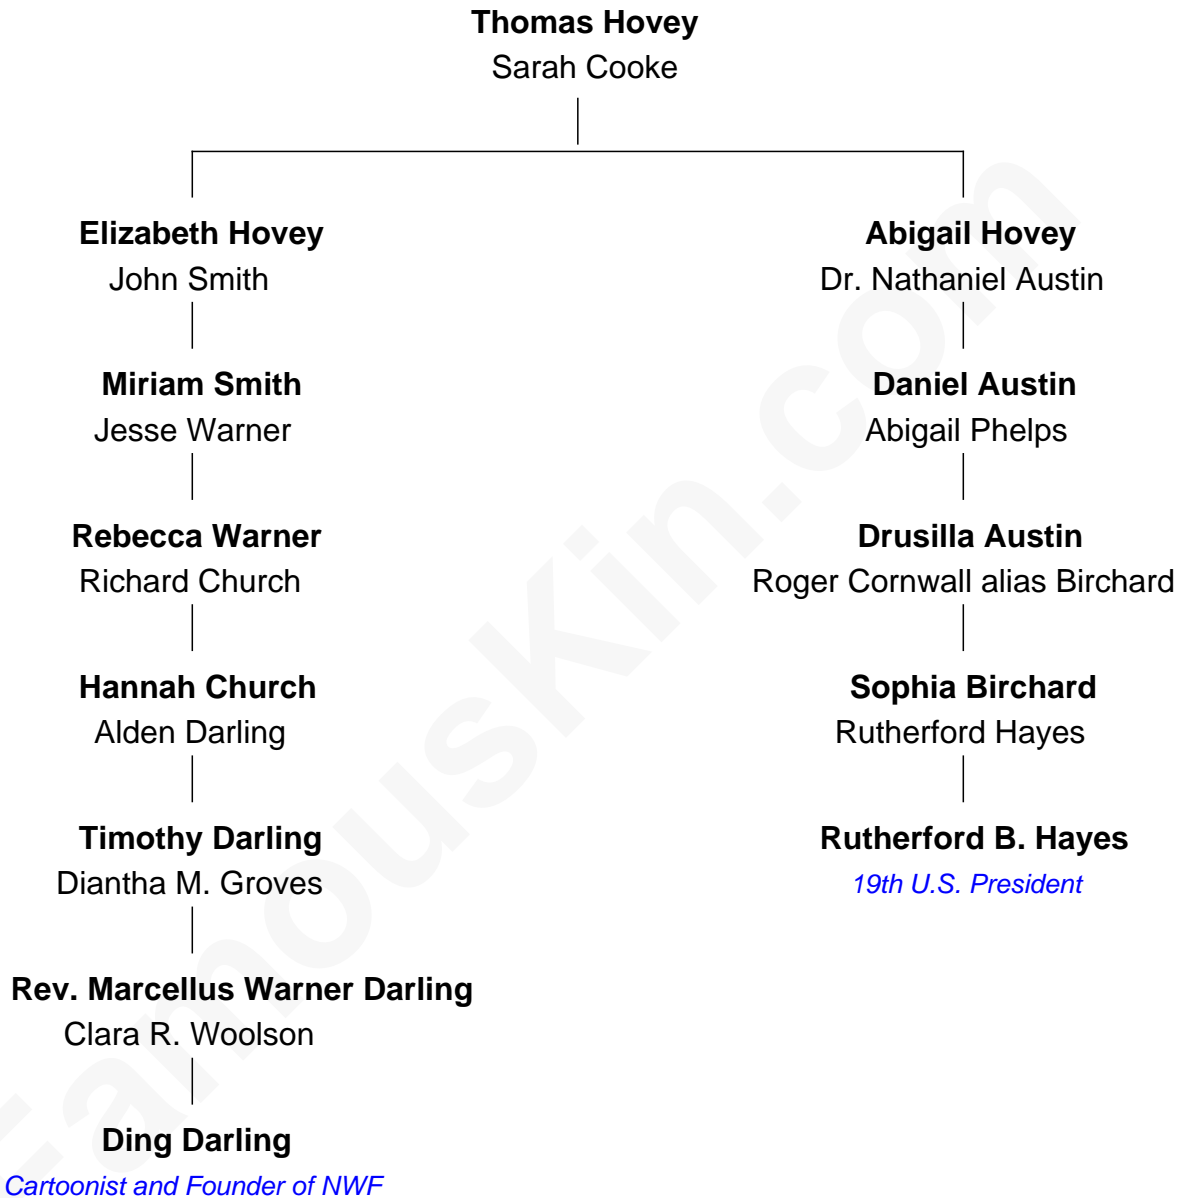 Thomas Hovey
Sarah Cooke
Elizabeth Hovey
John Smith
Abigail Hovey
Dr. Nathaniel Austin
Miriam Smith
Jesse Warner
Daniel Austin
Abigail Phelps
Rebecca Warner
Richard Church
Drusilla Austin
Roger Cornwall alias Birchard
Hannah Church
Alden Darling
Sophia Birchard
Rutherford Hayes
Timothy Darling
Diantha M. Groves
Rutherford B. Hayes
19th U.S. President
Rev. Marcellus Warner Darling
Clara R. Woolson
Ding Darling
Cartoonist and Founder of NWF
FamousKin.com